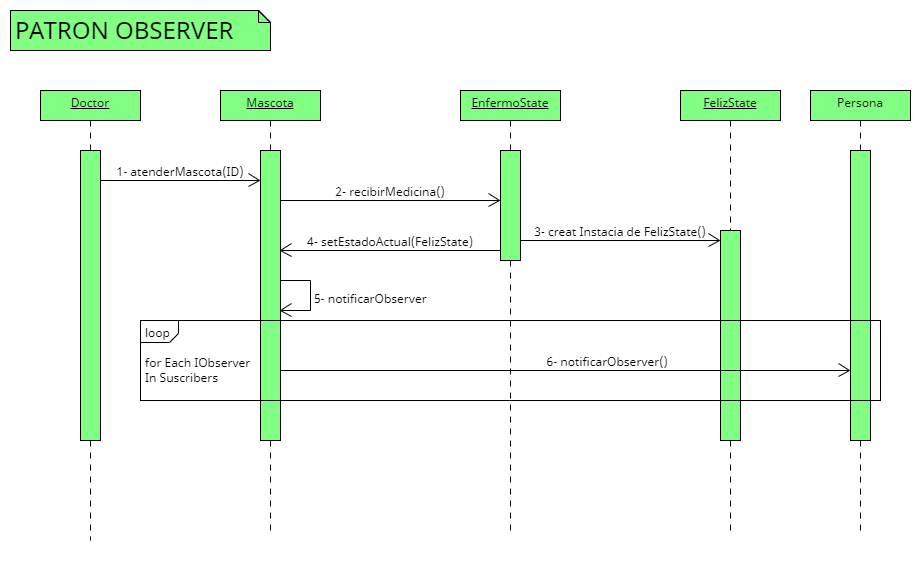 PATRON OBSERVER
Doctor
Mascota
EnfermoState
FelizState
Persona
1- atenderMascota(ID)
2- recibirMedicina()
3- creat Instacia de FelizState()
4- setEstadoActual(FelizState)
5- notificarObserver
loop
for Each IObserver
In Suscribers
6- notificarObserver()